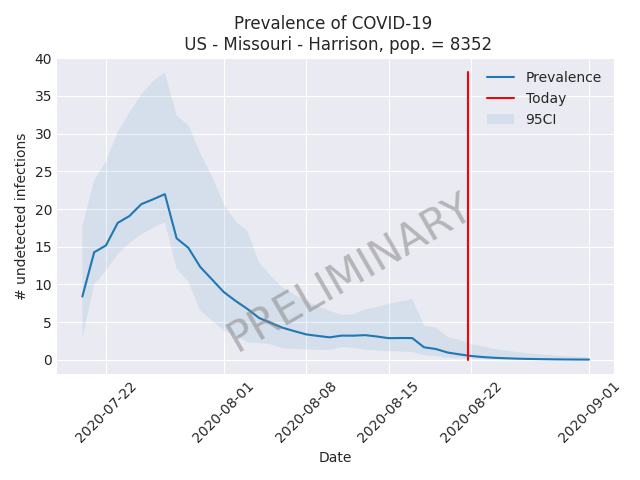 Prevalence of COVID-19
US - Missouri - Harrison, pop. = 8352
# undetected infections
40
35
30
25
20
15
10
5
0
Prevalence
Today
95CI
PRELIMINARY
2020-07-22
2020-08-01
2020-08-08
2020-08-15
2020-08-22
2020-09-01
Date